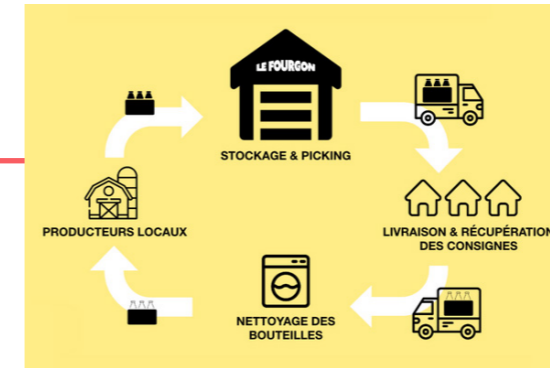 LE FOURGON
STOCKAGE & PICKING
PRODUCTEURS LOCAUX
LIVRAISON & RÉCUPÉRATION
DES CONSIGNES
NETTOYAGE DES
BOUTEILLES